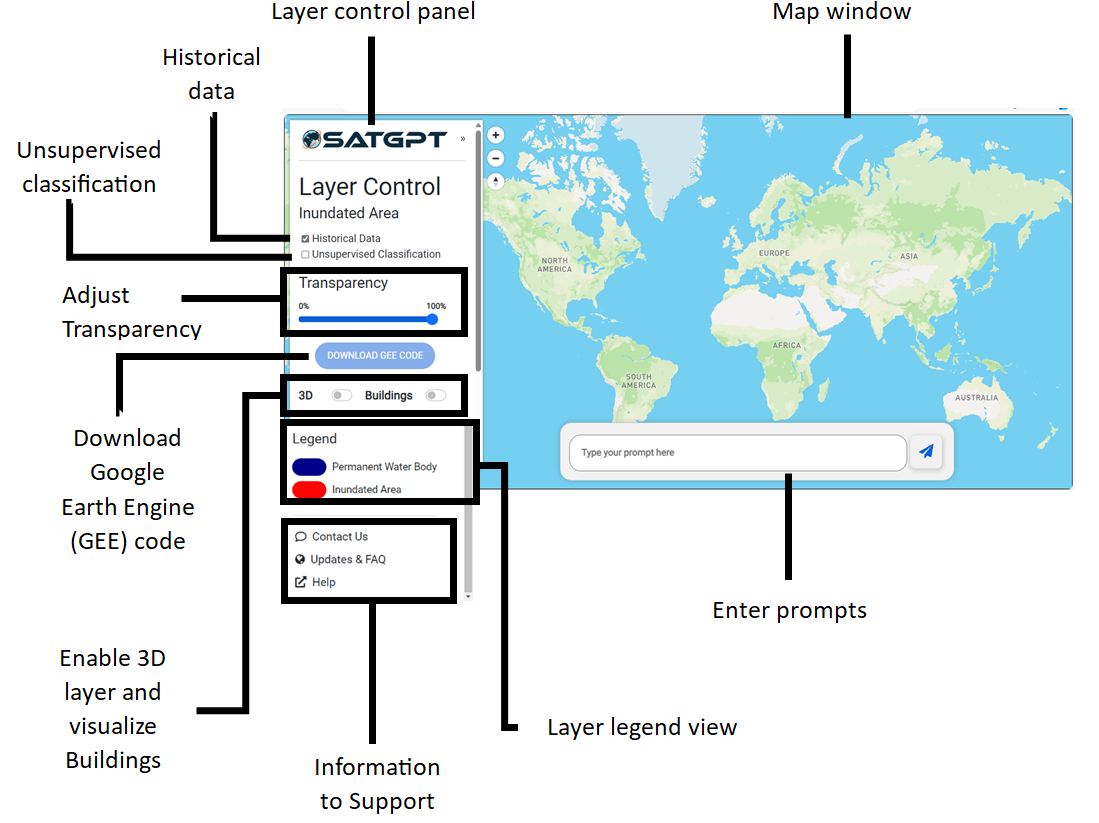 Layer control panel
Map window
Historical
data
Unsupervised
classification
Adjust
Transparency
Download
Google
Earth Engine
(GEE) code
Enable 3D
layer and
visualize
Buildings
SATGPT
»
Layer Control
Inundated Area
Historical Data
Unsupervised Classification
Transparency
0% 100%
DOWNLOAD GEE CODE
3D Buildings
Legend
Permanent Water Body
Inundated Area
Contact Us
Updates & FAQ
Help
NORTH
AMERICA
EUROPE
ASIA
AFRICA
SOUTH
AMERICA
AUSTRALIA
Type your prompt here
Enter prompts
Layer legend view
Information
to Support